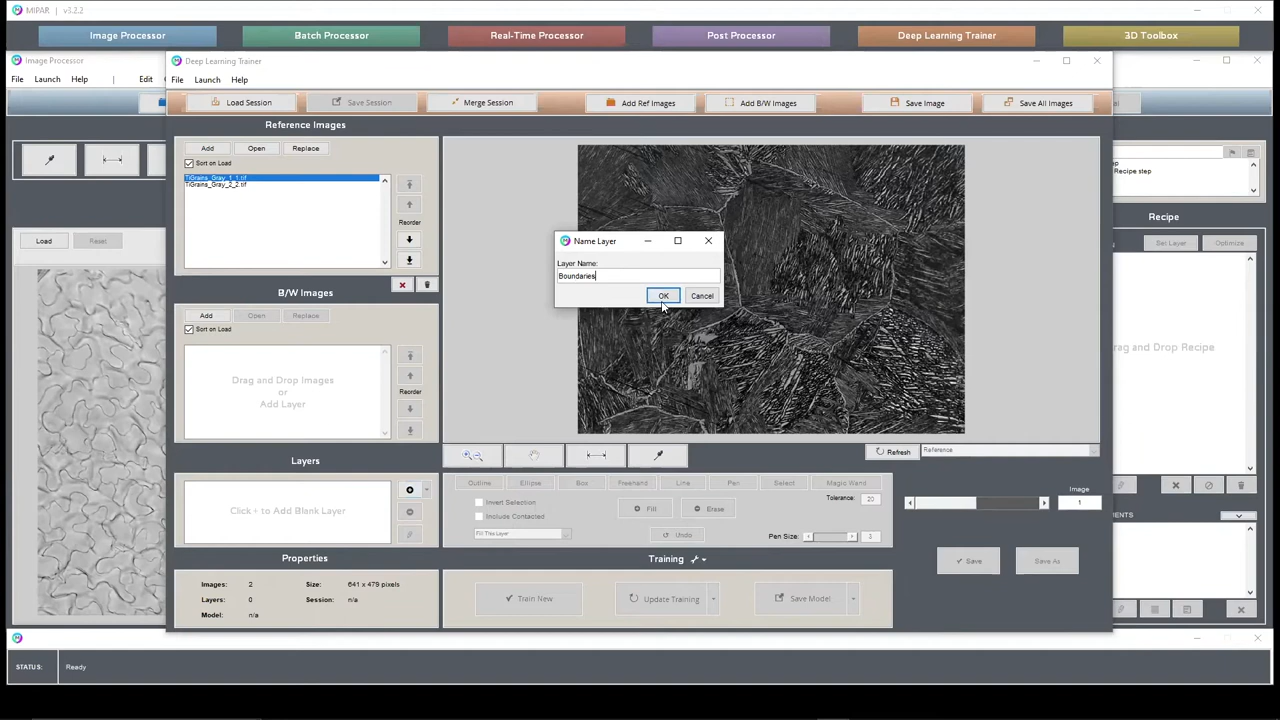 MIPAR | v3.2.2
Image Processor
Batch Processor
Real-Time Processor
Post Processor
Deep Learning Trainer
3D Toolbox
Image Processor
File
Launch
Help
|
Edit
Deep Learning Trainer
File
Launch
Help
Load Session
Save Session
Merge Session
Add Ref Images
Add B/W Images
Save Image
Save All Images
Reference Images
Add
Open
Replace
Sort on Load
TiGrains_Gray_1_1.tif
TiGrains_Gray_2_2.tif
Reorder
B/W Images
Add
Open
Replace
Sort on Load
Drag and Drop Images
or
Add Layer
Reorder
Layers
Click + to Add Blank Layer
Properties
Images: 2
Size: 641 x 479 pixels
Layers: 0
Session: n/a
Model: n/a
Name Layer
Layer Name:
Boundaries
OK
Cancel
Refresh
Reference
Outline
Ellipse
Box
Freehand
Line
Pen
Select
Magic Wand
Invert Selection
Include Contacted
Fill This Layer
Fill
Erase
Undo
Tolerance: 20
Pen Size: 3
Image
1
Save
Save As
Training
Train New
Update Training
Save Model
Load
Reset
Recipe step
Recipe
Set Layer
Optimize
rag and Drop Recipe
STATUS:
Ready